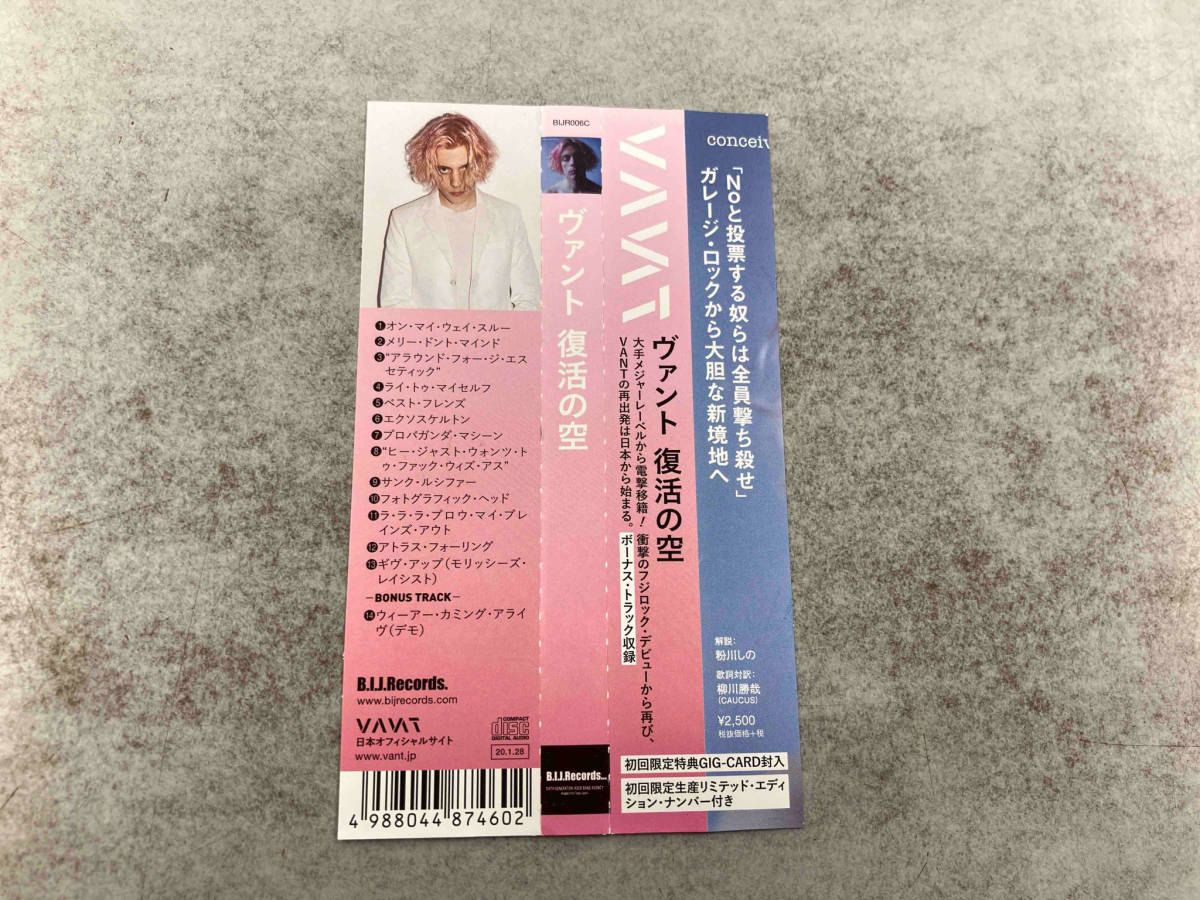 ❶オン・マイ・ウェイ・スルー
❷メリー・ドント・マインド
❸“アラウンド・フォー・ジ・エス
セティック”
❹ライ・トゥ・マイセルフ
❺ベスト・フレンズ
❻エクソスケルトン
❼プロパガンダ・マシーン
❽“ヒー・ジャスト・ウォンツ・ト
ゥ・ファック・ウィズ・アス”
❾サンク・ルシファー
❿フォトグラフィック・ヘッド
⓫ラ・ラ・ラ・ブロウ・マイ・ブレ
インズ・アウト
⓬アトラス・フォーリング
⓭ギヴ・アップ(モリッシーズ・
レイシスト)
—BONUS TRACK—
⓮ウィーアー・カミング・アライ
ヴ(デモ)
B.I.J.Records.
www.bijrecords.com
VANT
日本オフィシャルサイト
www.vant.jp
COMPACT
disc
DIGITAL AUDIO
20.1.28
4 988044 874602
BIJR006C
ヴァント 復活の空
B.I.J.Records...
VANT
ヴァント 復活の空
大手メジャーレーベルから電撃移籍！衝撃のフジロック・デビューから再び、
VANTの再出発は日本から始まる。
ボーナス・トラック収録
conceiv
「Noと投票する奴らは全員撃ち殺せ」
ガレージ・ロックから大胆な新境地へ
解説：
粉川しの
歌詞対訳：
柳川勝哉
(CAUCUS)
¥2,500
税抜価格+税
初回限定特典GIG-CARD封入
初回限定生産リミテッド・エディ
ション・ナンバー付き